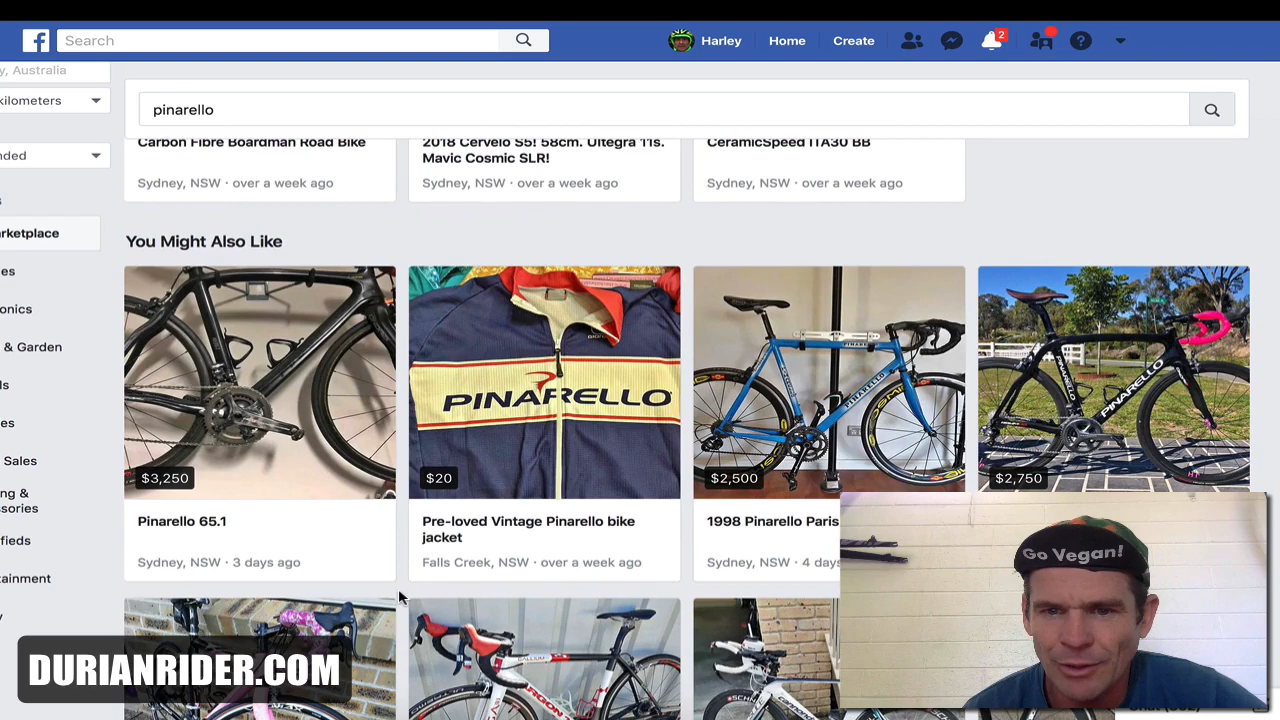 Search
Harley
Home
Create
2
y, Australia
kilometers
nded
s
rketplace
es
onics
& Garden
ls
es
Sales
ng &
ssories
fieds
tainment
y
pinarello
Carbon Fibre Boardman Road Bike
Sydney, NSW · over a week ago
2018 Cervelo S5! 58cm. Ultegra 11s.
Mavic Cosmic SLR!
Sydney, NSW · over a week ago
CeramicSpeed ITA30 BB
Sydney, NSW · over a week ago
You Might Also Like
PINARELLO
PINARELLO
PINARELLO
$3,250
$20
$2,500
$2,750
Pinarello 65.1
Sydney, NSW · 3 days ago
Pre-loved Vintage Pinarello bike
jacket
Falls Creek, NSW · over a week ago
1998 Pinarello Paris
Sydney, NSW · 4 days
Go Vegan!
DURIANRIDER.COM